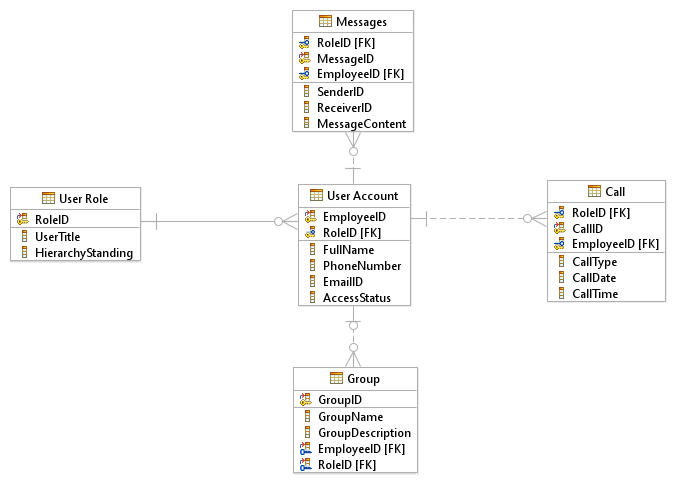 Messages
RoleID [FK]
MessageID
EmployeeID [FK]
SenderID
ReceiverID
MessageContent
User Role
RoleID
UserTitle
HierarchyStanding
User Account
EmployeeID
RoleID [FK]
FullName
PhoneNumber
EmailID
AccessStatus
Call
RoleID [FK]
CallID
EmployeeID [FK]
CallType
CallDate
CallTime
Group
GroupID
GroupName
GroupDescription
EmployeeID [FK]
RoleID [FK]